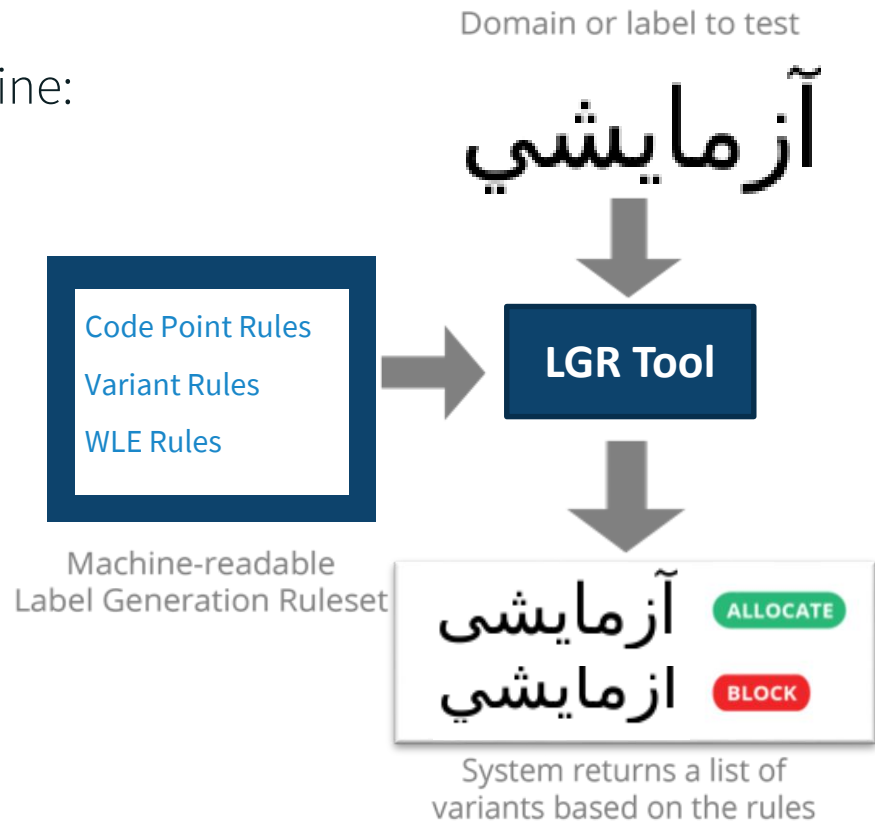 Domain or label to test
ine:
آزمايشي
Code Point Rules
Variant Rules
WLE Rules
LGR Tool
Machine-readable
Label Generation Ruleset
آزمایشی ALLOCATE
ازمايشي BLOCK
System returns a list of
variants based on the rules